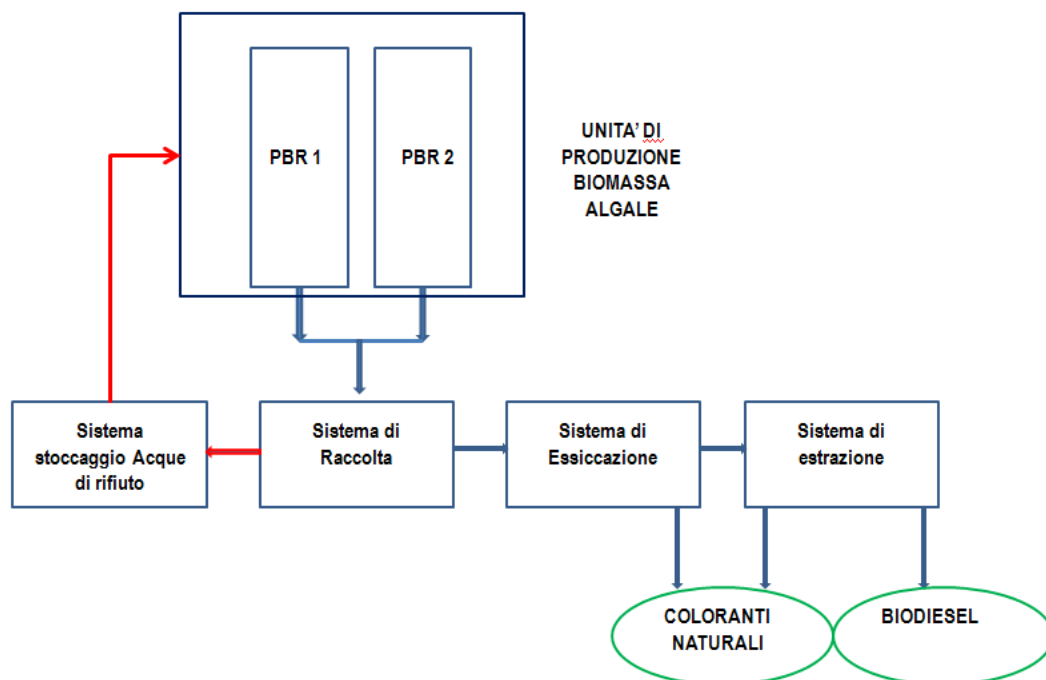 PBR 1
PBR 2
UNITA' DI
PRODUZIONE
BIOMASSA
ALGALE
Sistema
stoccaggio Acque
di rifiuto
Sistema di
Raccolta
Sistema di
Essiccazione
Sistema di
estrazione
COLORANTI
NATURALI
BIODIESEL